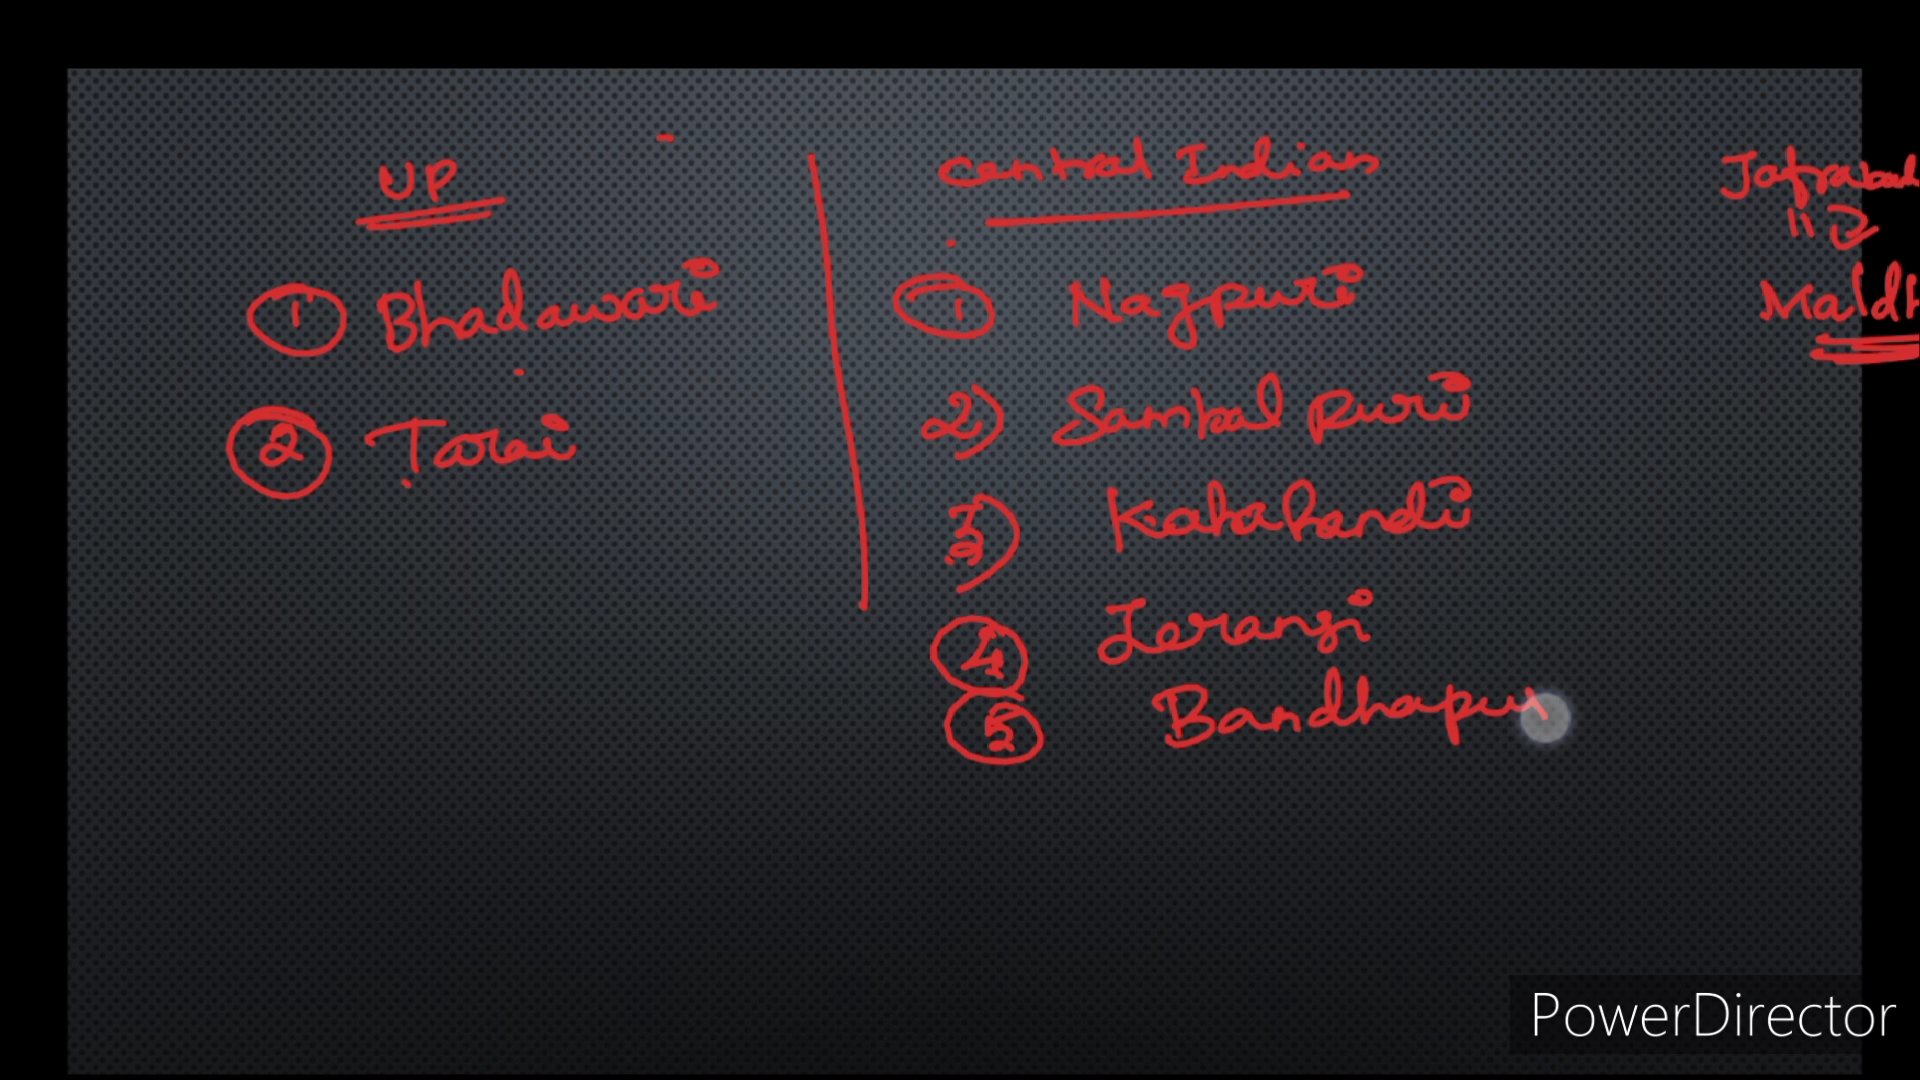 UP
① Bhadawari
② Tarai
Central Indian
① Nagpuri
2) Sambalpuri
3) Kalahandi
④ Jerangi
⑤ Bandhapu
Jafrabad
Maldh
PowerDirector